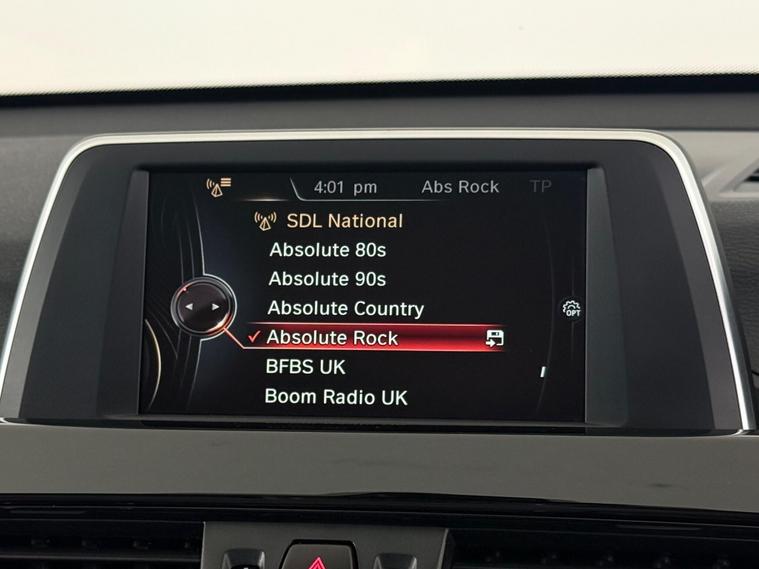 4:01 pm Abs Rock TP
SDL National
Absolute 80s
Absolute 90s
Absolute Country
Absolute Rock
OPT
BFBS UK
Boom Radio UK